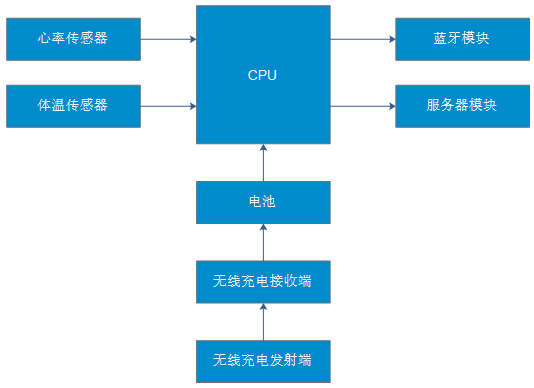 心率传感器
CPU
蓝牙模块
体温传感器
服务器模块
电池
无线充电接收端
无线充电发射端